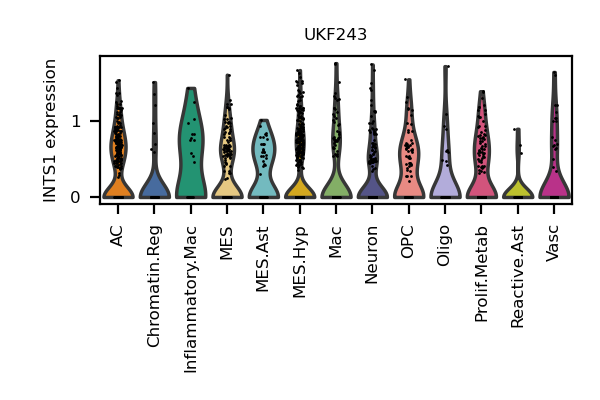 UKF243
INTS1 expression
1
0
AC
Chromatin.Reg
Inflammatory.Mac
MES
MES.Ast
MES.Hyp
Mac
Neuron
OPC
Oligo
Prolif.Metab
Reactive.Ast
Vasc